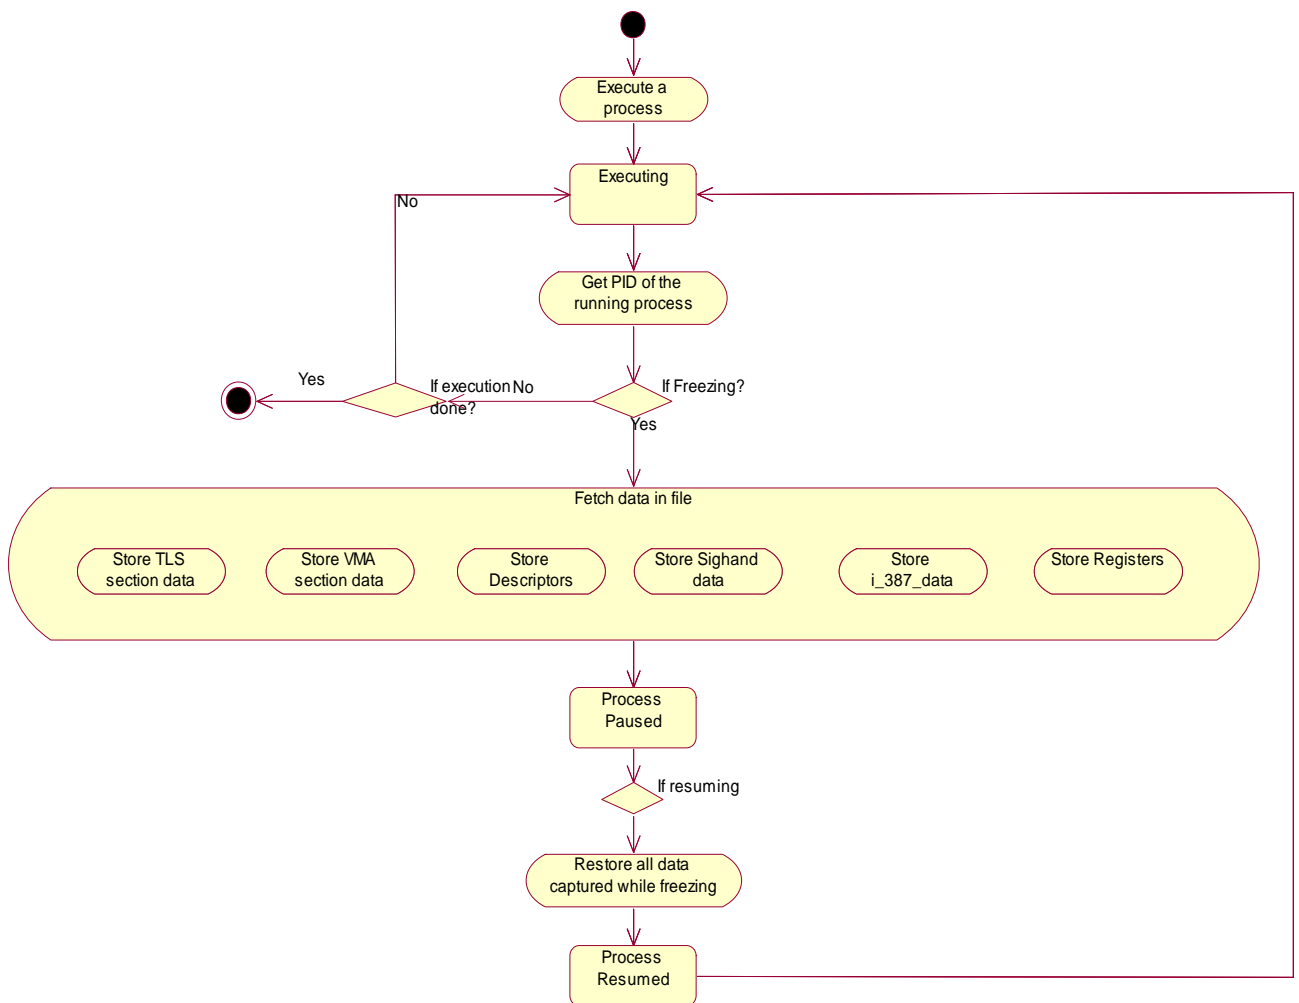 Execute a
process
Executing
No
Get PID of the
running process
Yes
If execution
done?
No
If Freezing?
Yes
Fetch data in file
Store TLS
section data
Store VMA
section data
Store
Descriptors
Store Sighand
data
Store
i_387_data
Store Registers
Process
Paused
If resuming
Restore all data
captured while freezing
Process
Resumed